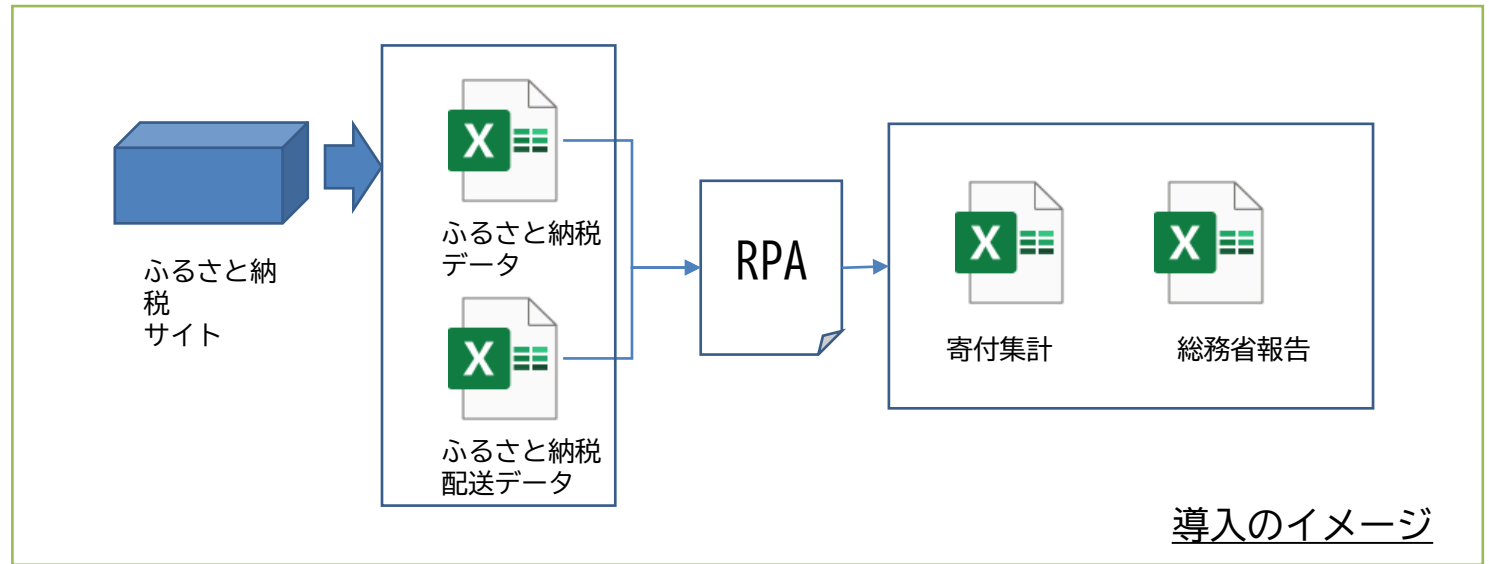 ふるさと納
税
サイト
X
ふるさと納税
データ
X
ふるさと納税
配送データ
RPA
X
寄付集計
X
総務省報告
導入のイメージ